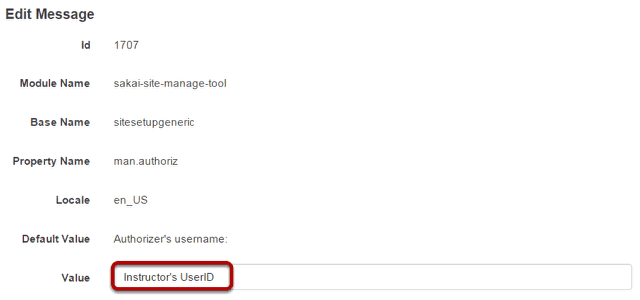 Edit Message
Id 1707
Module Name sakai-site-manage-tool
Base Name sitesetupgeneric
Property Name man.authoriz
Locale en_US
Default Value Authorizer's username:
Value Instructor's UserID